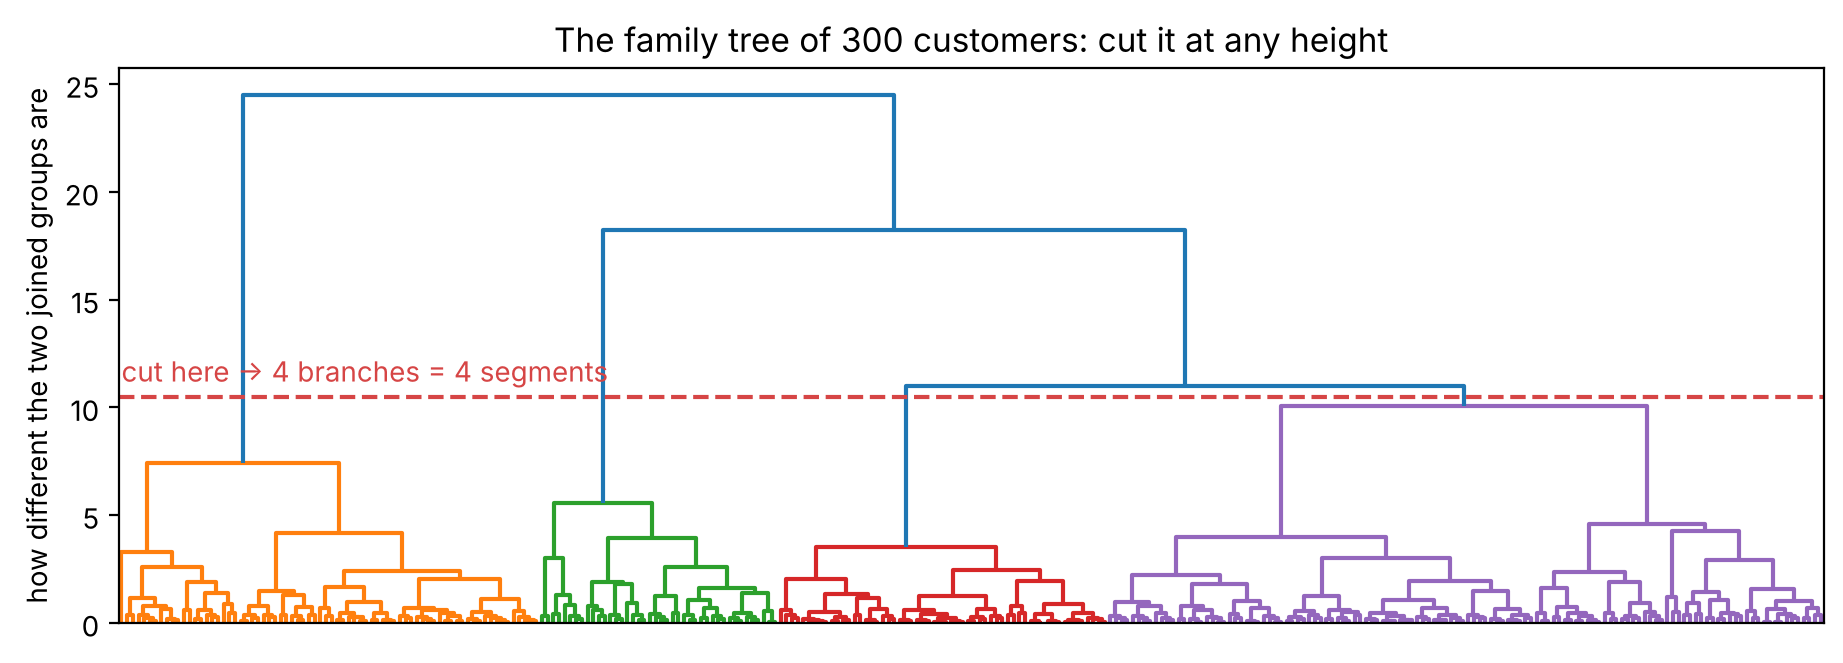 The family tree of 300 customers: cut it at any height
how different the two joined groups are
25
20
15
10
5
0
cut here → 4 branches = 4 segments